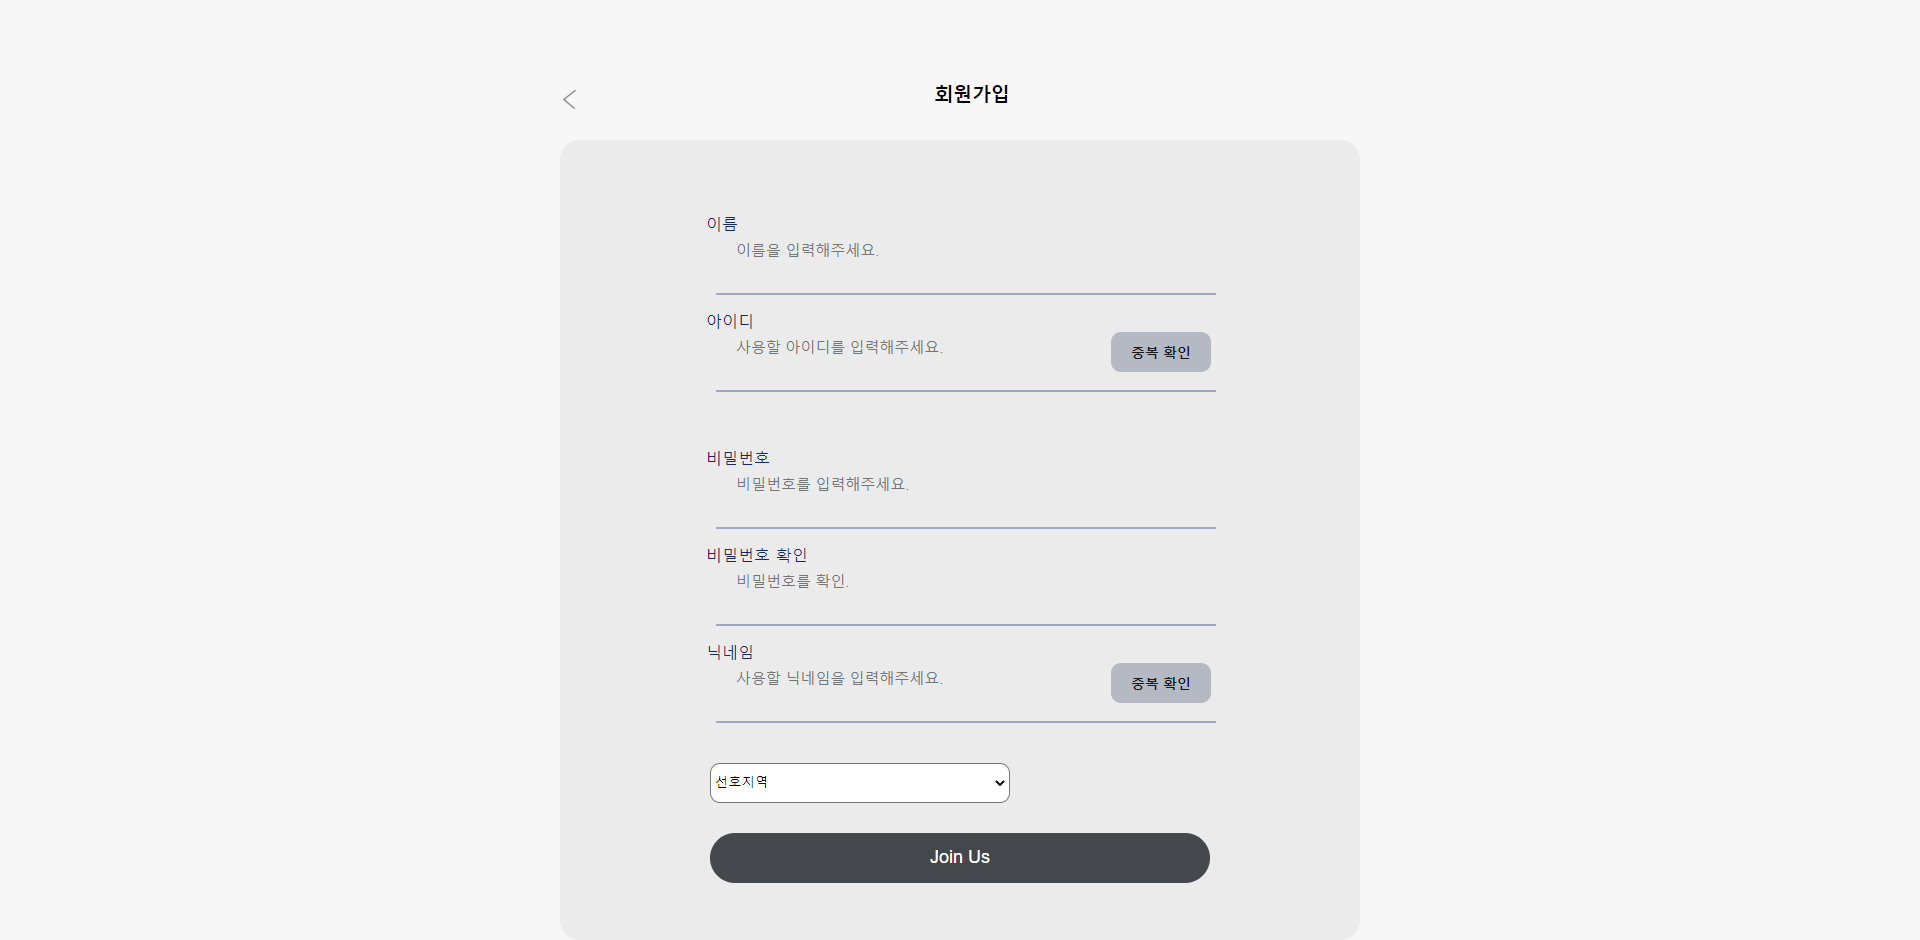 회원가입
이름
이름을 입력해주세요.
아이디
사용할 아이디를 입력해주세요.
중복 확인
비밀번호
비밀번호를 입력해주세요.
비밀번호 확인
비밀번호를 확인.
닉네임
사용할 닉네임을 입력해주세요.
중복 확인
선호지역
Join Us